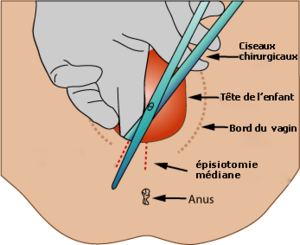 Ciseaux
chirurgicaux
Tête de l'enfant
Bord du vagin
épisiotomie
médiane
Anus